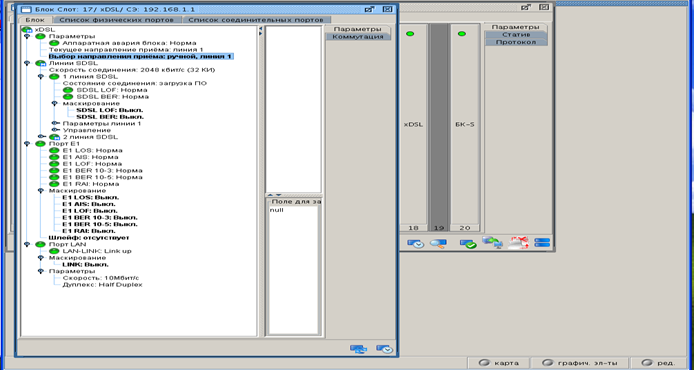 Блок Слот: 17/ xDSL/ СЭ: 192.168.1.1
Блок Список физических портов Список соединительных портов
xDSL
Параметры
Аппаратная авария блока: Норма
Текущее направление приёма: линия 1
Выбор направления приёма: ручной, линия 1
Линии SDSL
Скорость соединения: 2048 кбит/с (32 КИ)
1 линия SDSL
Состояние соединения: загрузка ПО
SDSL LOF: Норма
SDSL BER: Норма
маскирование
SDSL LOF: Выкл.
SDSL BER: Выкл.
Параметры линии 1
Управление
2 линия SDSL
Порт E1
E1 LOS: Норма
E1 AIS: Норма
E1 LOF: Норма
E1 BER 10-3: Норма
E1 BER 10-5: Норма
E1 RAI: Норма
Маскирование
E1 LOS: Выкл.
E1 AIS: Выкл.
E1 LOF: Выкл.
E1 BER 10-3: Выкл.
E1 BER 10-5: Выкл.
E1 RAI: Выкл.
Шлейф: отсутствует
Порт LAN
LAN-LINK: Link up
Маскирование
LINK: Выкл.
Параметры
Скорость: 10Мбит/с
Дуплекс: Half Duplex
Поле для за
null
Параметры
Коммутация
xDSL
БК-S
18 19 20
Параметры
Статив
Протокол
карта
графич. эл-ты
ред.